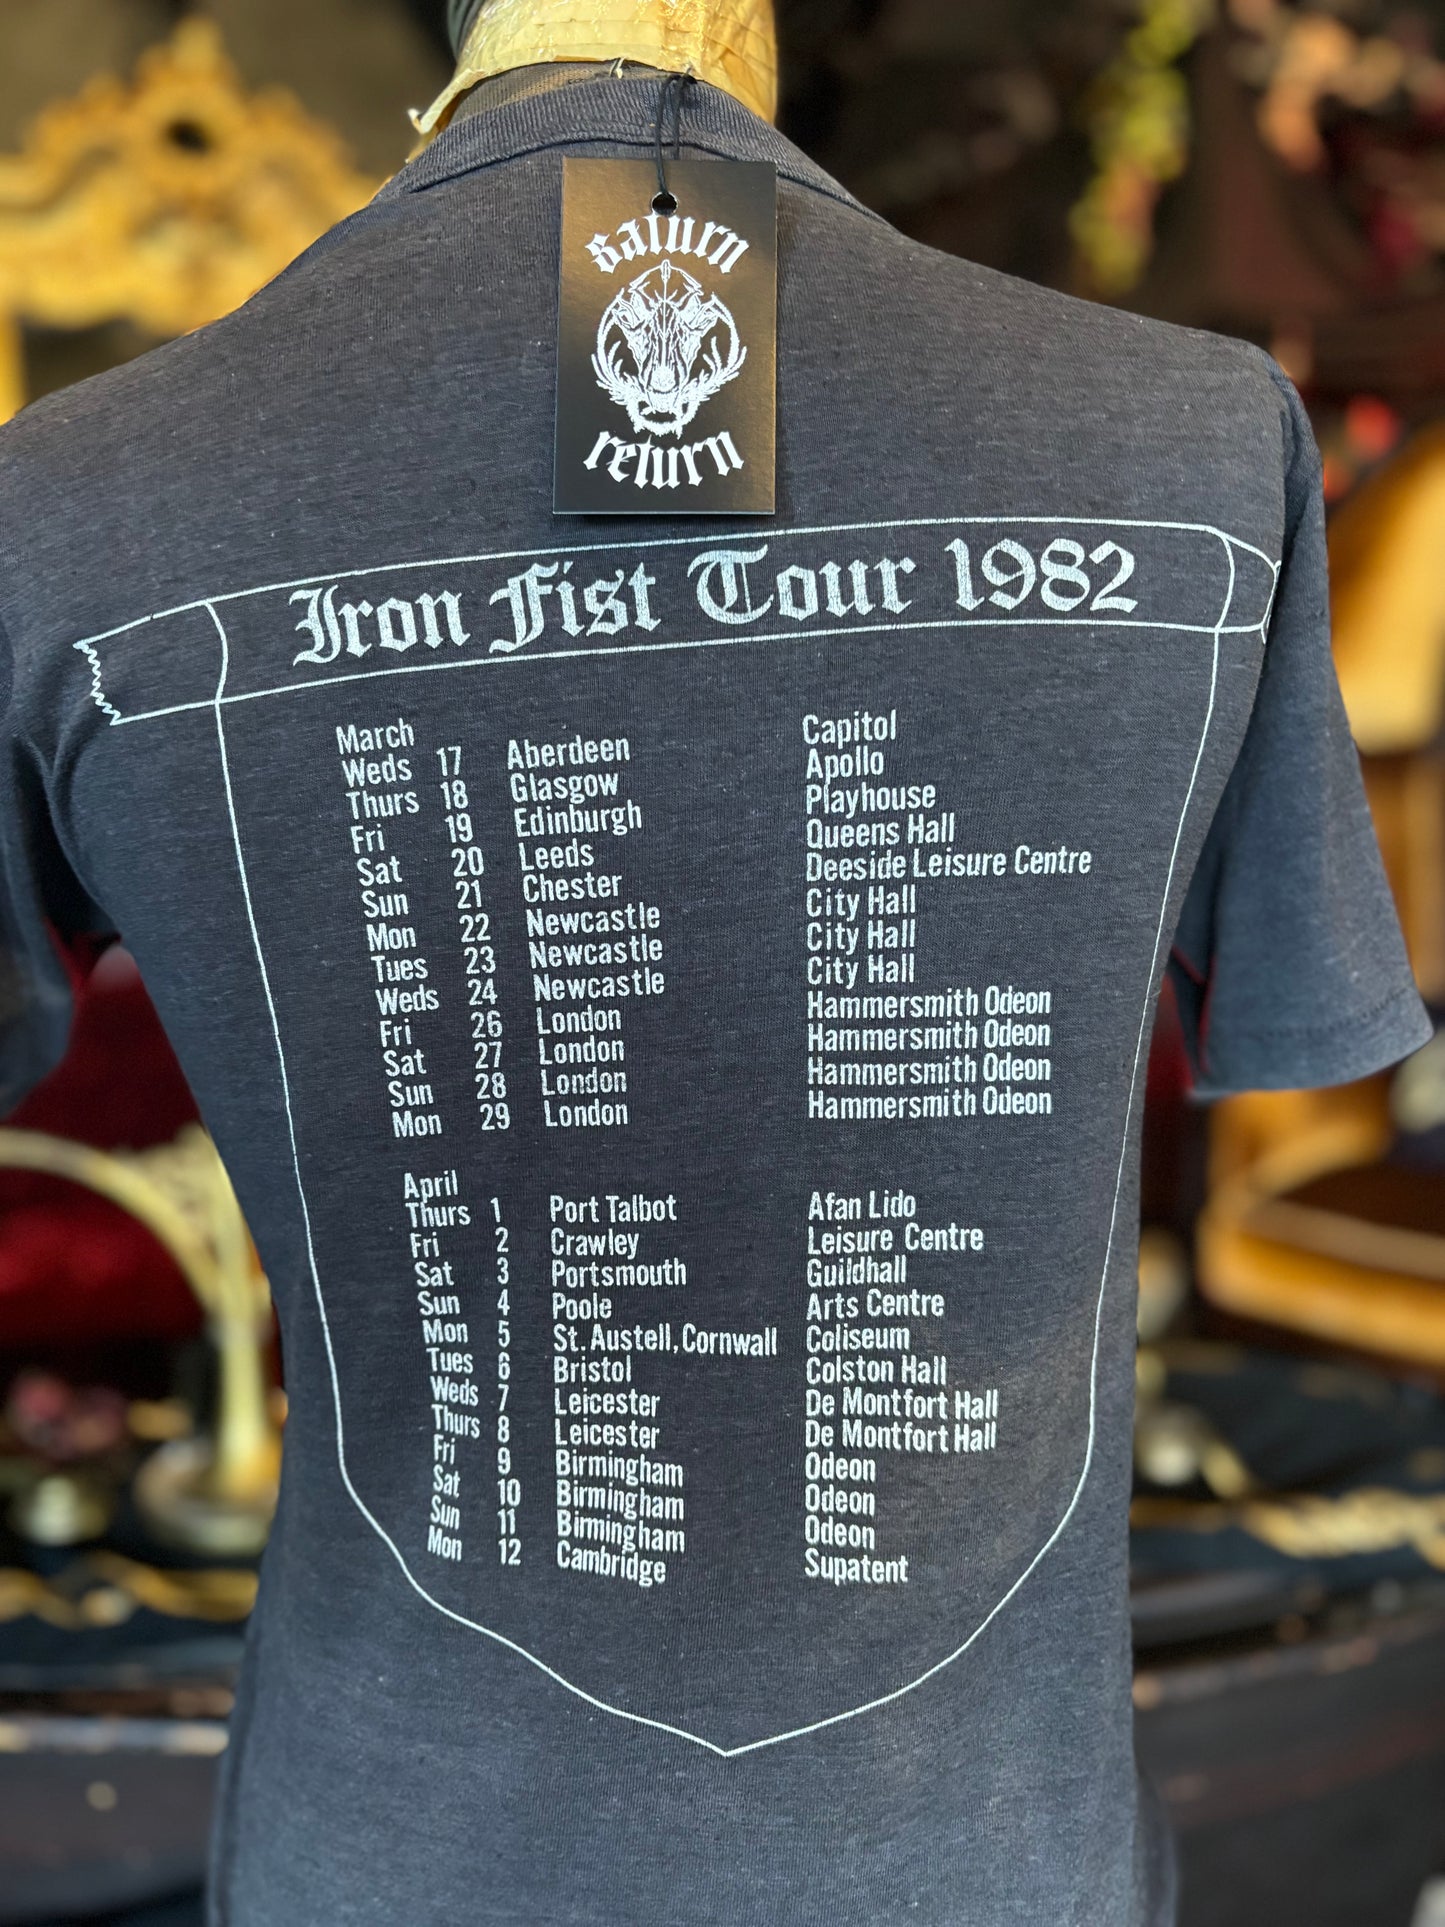 saturn
return
Iron Fist Tour 1982
March
Weds 17 Aberdeen Capitol
Thurs 18 Glasgow Apollo
Fri 19 Edinburgh Playhouse
Sat 20 Leeds Queens Hall
Sun 21 Chester Deeside Leisure Centre
Mon 22 Newcastle City Hall
Tues 23 Newcastle City Hall
Weds 24 Newcastle City Hall
Fri 26 London Hammersmith Odeon
Sat 27 London Hammersmith Odeon
Sun 28 London Hammersmith Odeon
Mon 29 London Hammersmith Odeon
April
Thurs 1 Port Talbot Afan Lido
Fri 2 Crawley Leisure Centre
Sat 3 Portsmouth Guildhall
Sun 4 Poole Arts Centre
Mon 5 St. Austell, Cornwall Coliseum
Tues 6 Bristol Colston Hall
Weds 7 Leicester De Montfort Hall
Thurs 8 Leicester De Montfort Hall
Fri 9 Birmingham Odeon
Sat 10 Birmingham Odeon
Sun 11 Birmingham Odeon
Mon 12 Cambridge Supatent